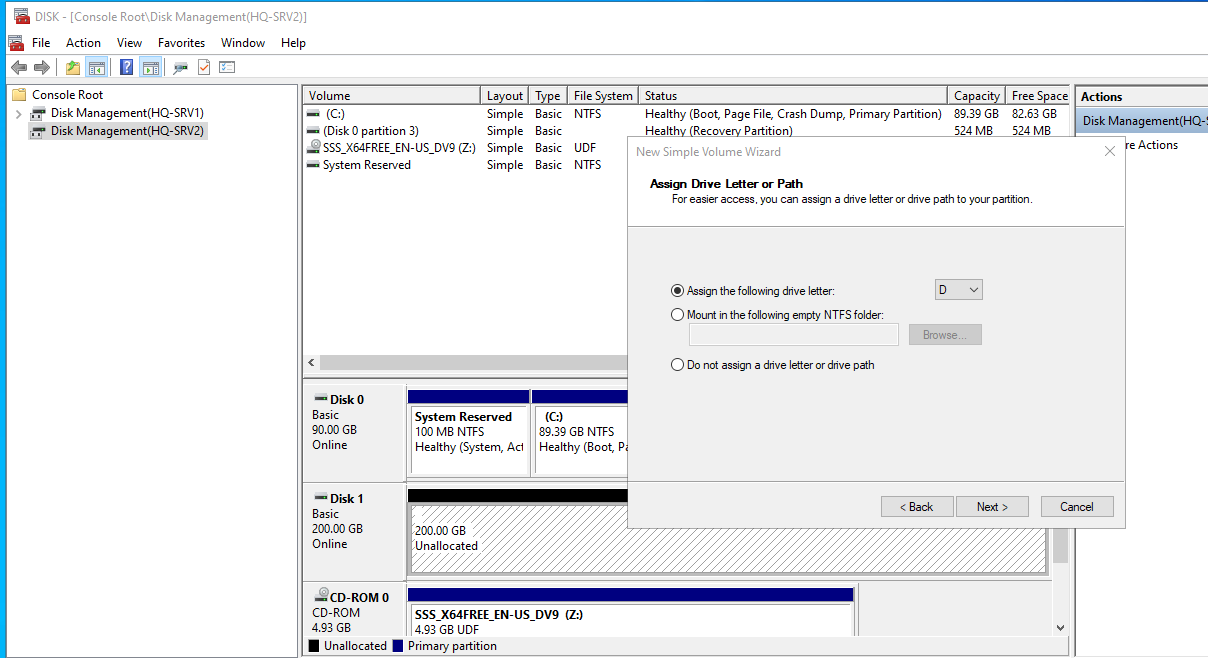 DISK - [Console Root\Disk Management(HQ-SRV2)]
File Action View Favorites Window Help
Console Root
Disk Management(HQ-SRV1)
Disk Management(HQ-SRV2)
Volume Layout Type File System Status Capacity Free Space
(C:) Simple Basic NTFS Healthy (Boot, Page File, Crash Dump, Primary Partition) 89.39 GB 82.63 GB
(Disk 0 partition 3) Simple Basic Healthy (Recovery Partition) 524 MB 524 MB
SSS_X64FREE_EN-US_DV9 (Z:) Simple Basic UDF
System Reserved Simple Basic NTFS
Actions
Disk Management(HQ-S
re Actions
New Simple Volume Wizard
Assign Drive Letter or Path
For easier access, you can assign a drive letter or drive path to your partition.
Assign the following drive letter: D
Mount in the following empty NTFS folder:
Browse...
Do not assign a drive letter or drive path
< Back Next > Cancel
Disk 0
Basic
90.00 GB
Online
System Reserved
100 MB NTFS
Healthy (System, Act
(C:)
89.39 GB NTFS
Healthy (Boot, Pa
Disk 1
Basic
200.00 GB
Online
200.00 GB
Unallocated
CD-ROM 0
CD-ROM
4.93 GB
SSS_X64FREE_EN-US_DV9 (Z:)
4.93 GB UDF
Unallocated Primary partition